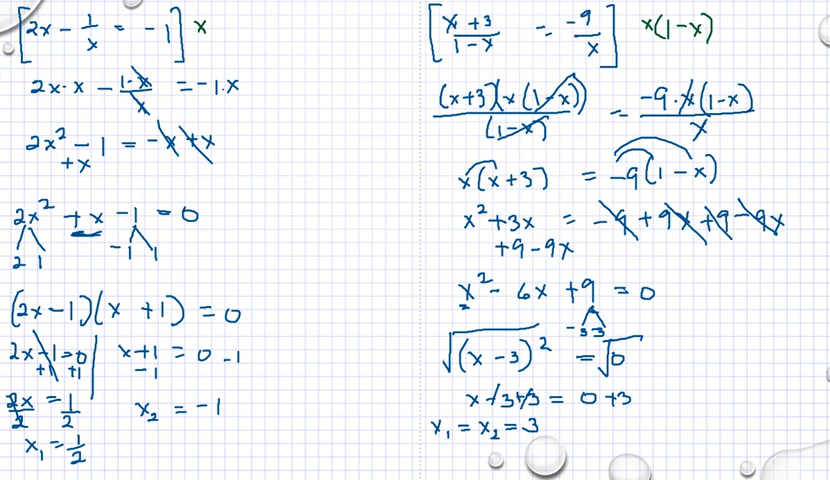 [2x - 1/x = -1] x
2x·x - 1·x/x = -1·x
2x² - 1 = -x + x
+x
2x² + x - 1 = 0
2 1 -1 1
(2x-1)(x +1) = 0
2x-1=0 x+1 = 0 -1
+1 +1 -1
2x/2 = 1/2 x₂ = -1
x₁ = 1/2
[x+3/1-x = -9/x] x(1-x)
(x+3)x(1-x)/(1-x) = -9·x(1-x)/x
x(x+3) = -9(1-x)
x² + 3x = -9 + 9x + 9 - 9x
+9 -9x
x² - 6x + 9 = 0
-3 -3
√(x-3)² = √0
x-3+3 = 0+3
x₁ = x₂ = 3